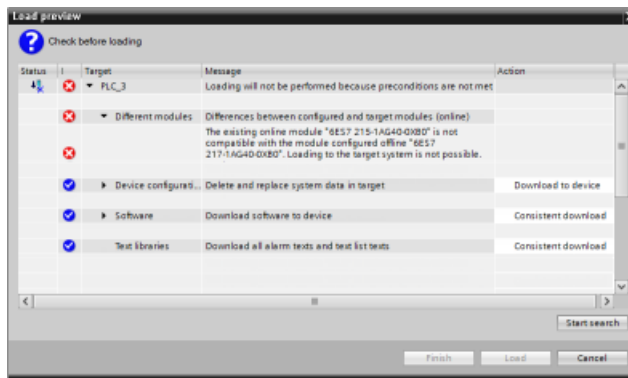 Load preview
Check before loading
Status ! Target Message Action
PLC_3 Loading will not be performed because preconditions are not met
Different modules Differences between configured and target modules (online)
The existing online module "6ES7 215-1AG40-0XB0" is not
compatible with the module configured offline "6ES7
217-1AG40-0XB0". Loading to the target system is not possible.
Device configurati... Delete and replace system data in target Download to device
Software Download software to device Consistent download
Text libraries Download all alarm texts and text list texts Consistent download
Start search
Finish Load Cancel